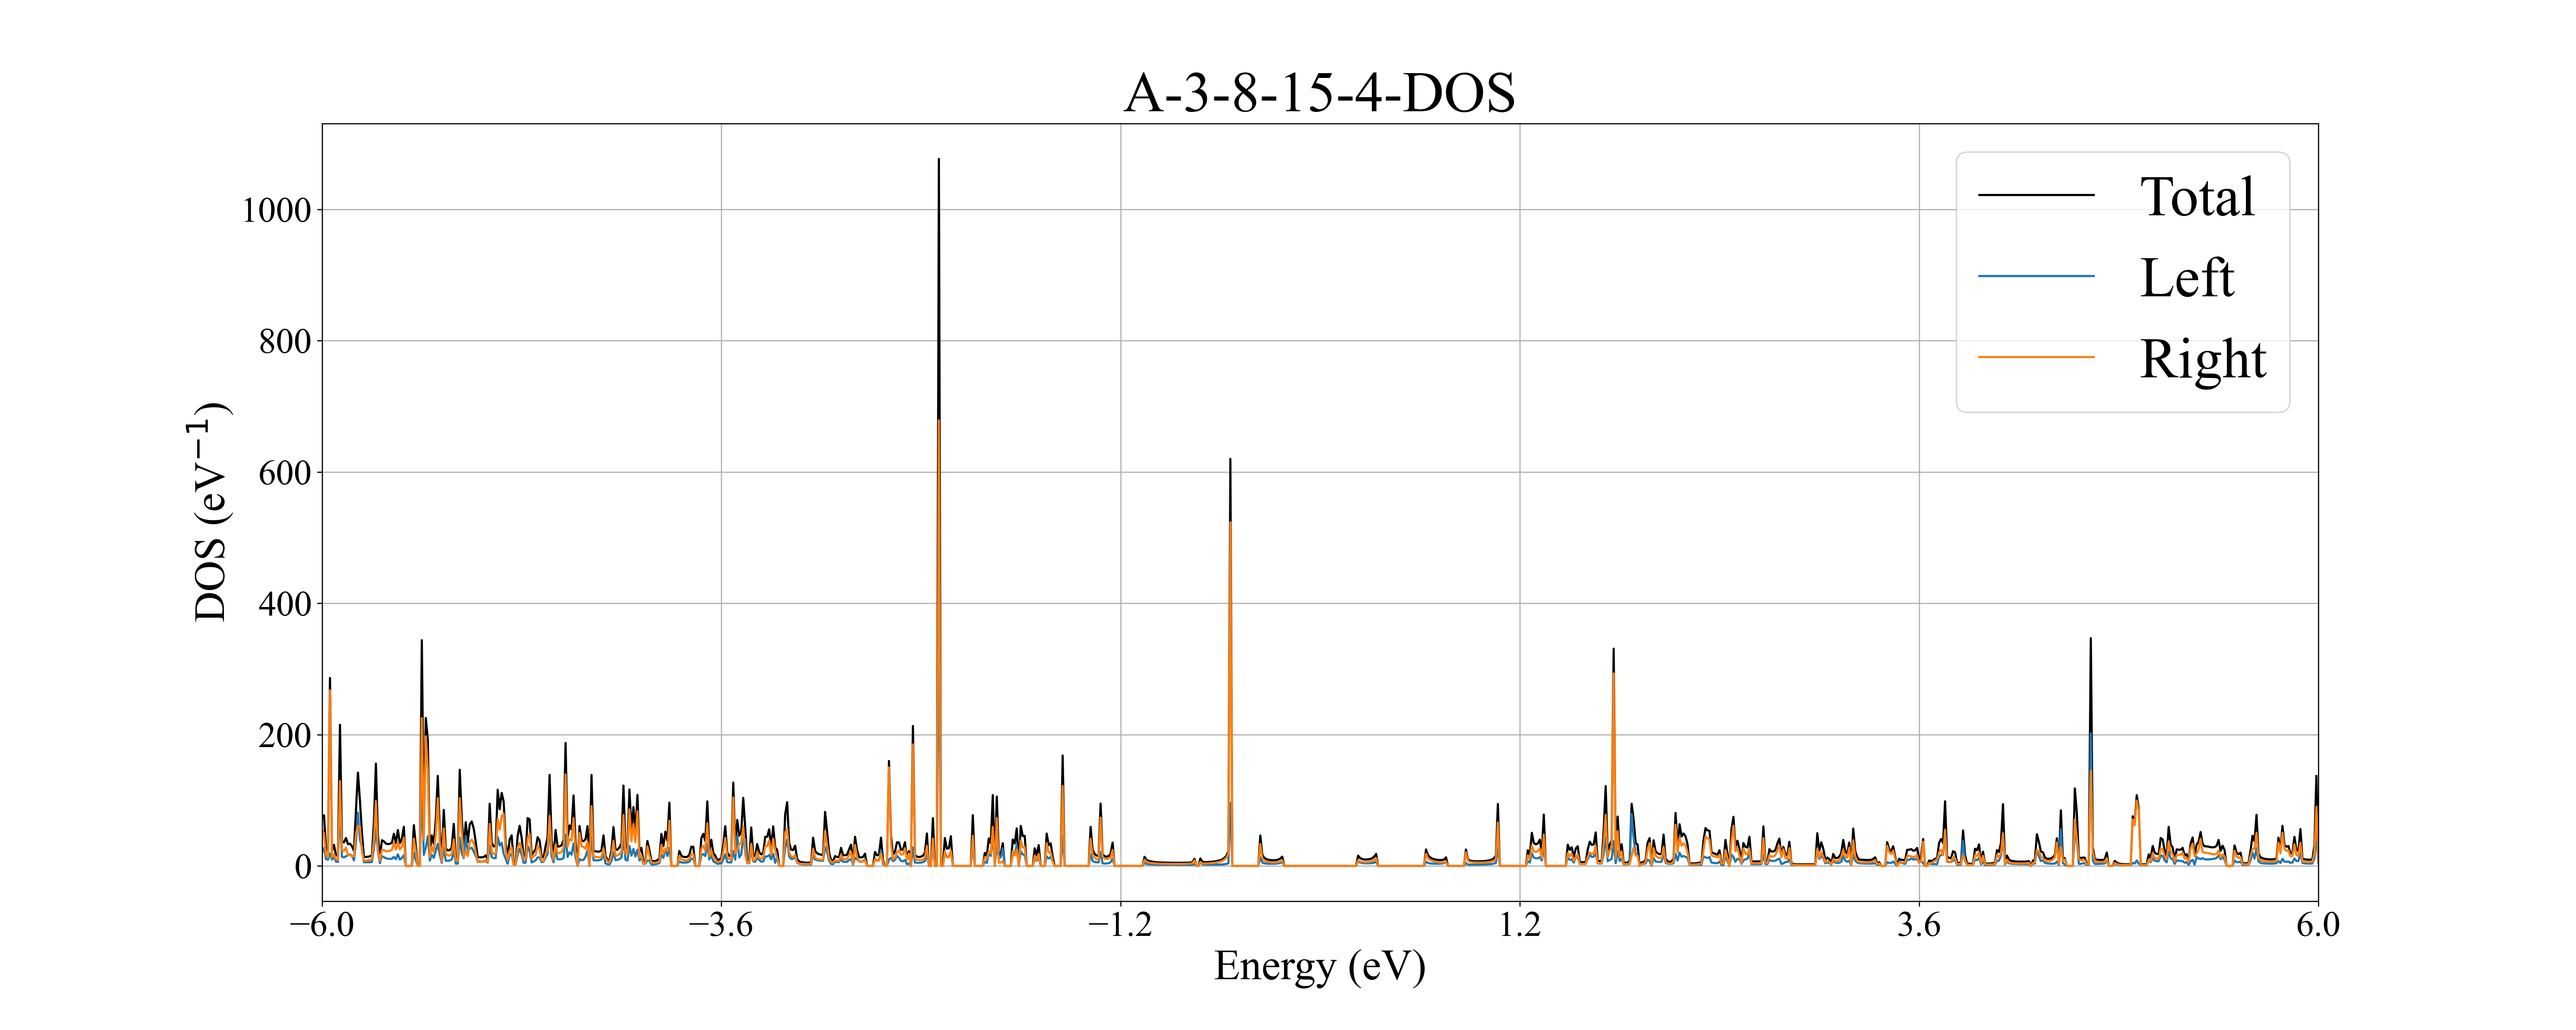 A-3-8-15-4-DOS
Total
Left
Right
1000
800
600
400
200
0
DOS (eV⁻¹)
−6.0 −3.6 −1.2 1.2 3.6 6.0
Energy (eV)